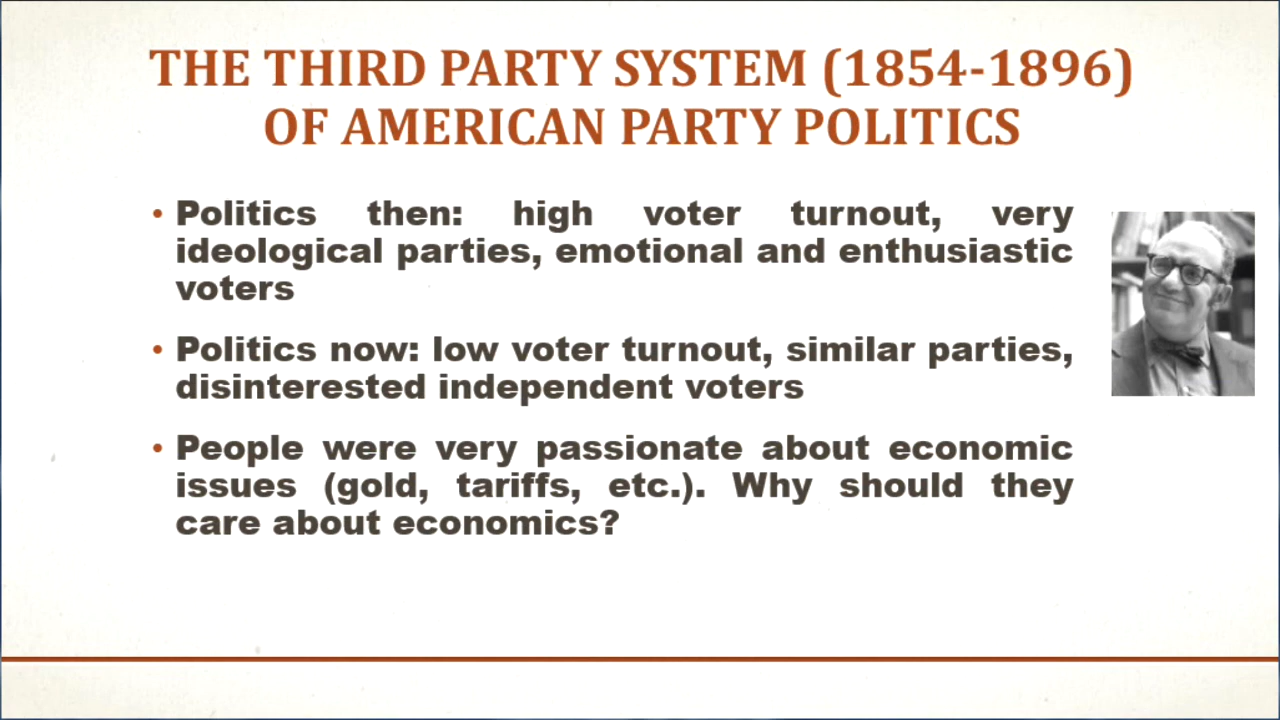 THE THIRD PARTY SYSTEM (1854-1896)
OF AMERICAN PARTY POLITICS
• Politics then: high voter turnout, very
ideological parties, emotional and enthusiastic
voters
• Politics now: low voter turnout, similar parties,
disinterested independent voters
• People were very passionate about economic
issues (gold, tariffs, etc.). Why should they
care about economics?